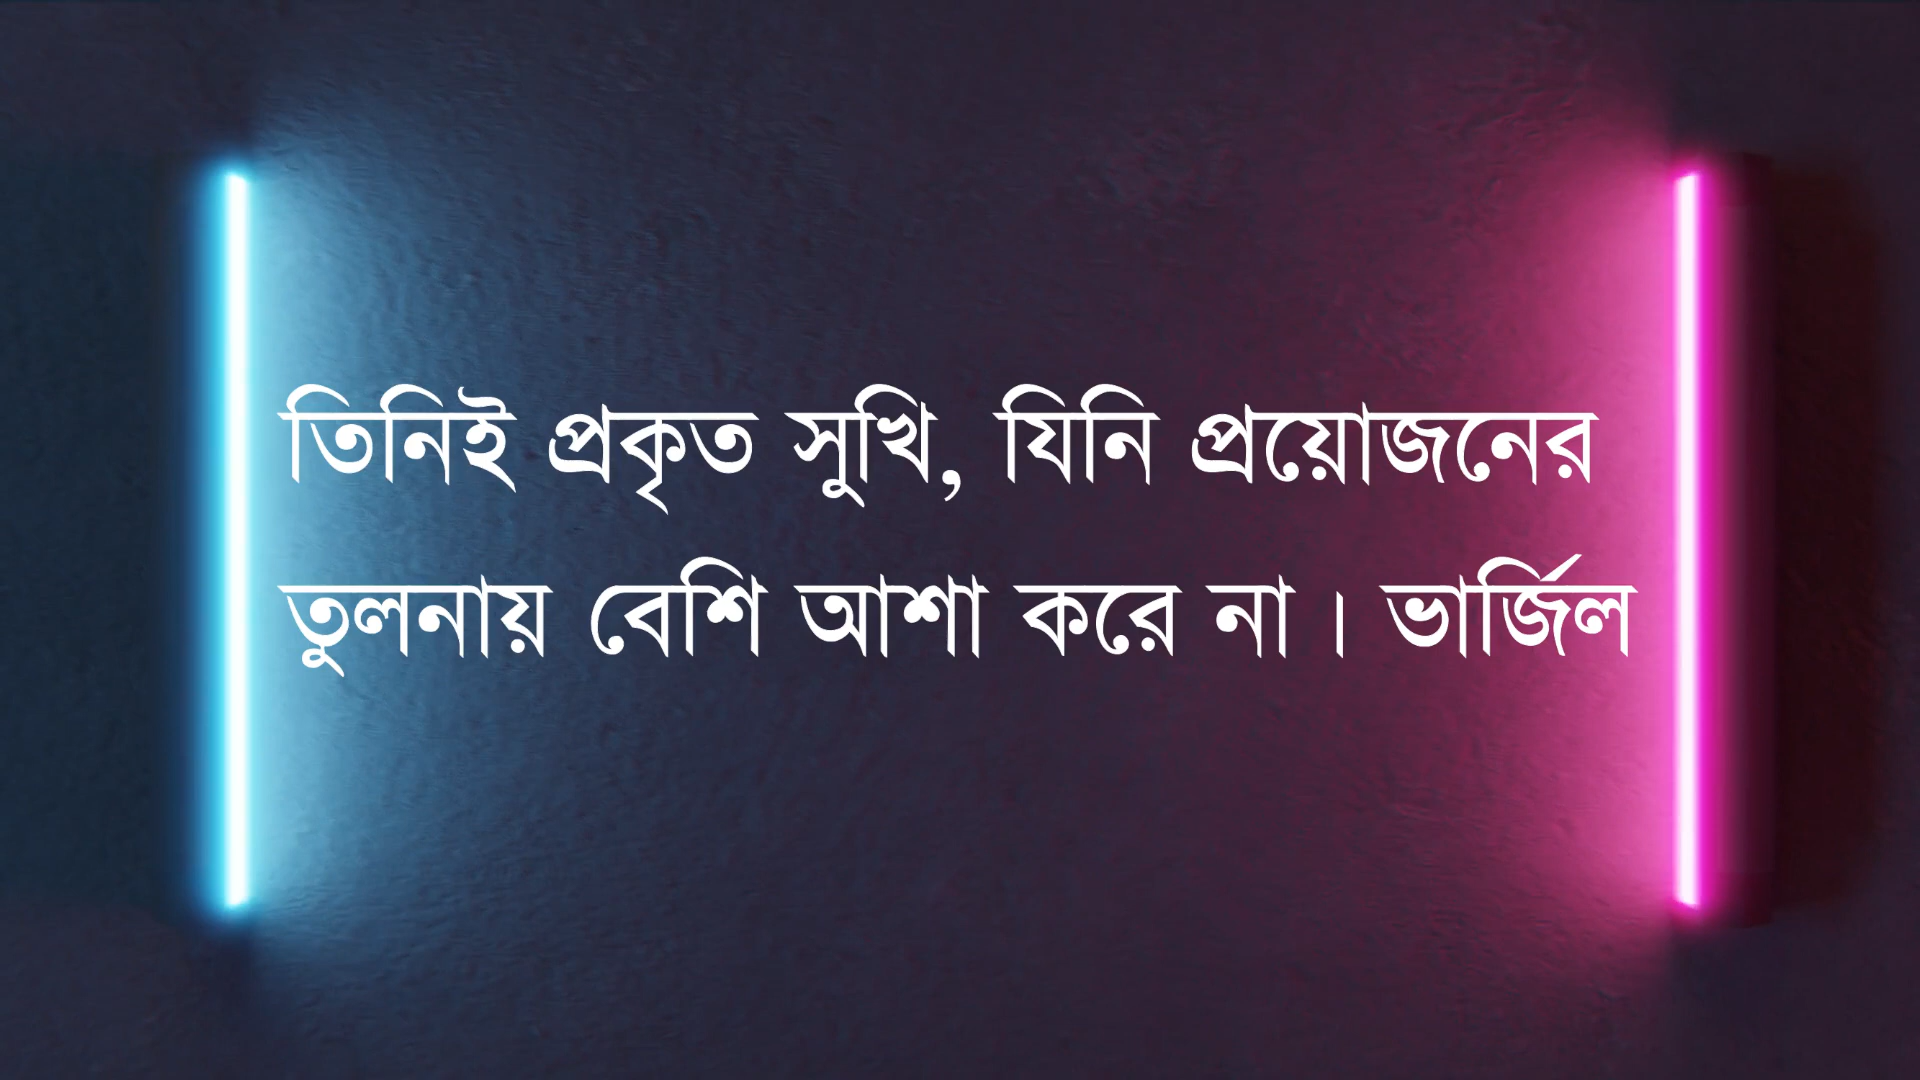 তিনিই প্রকৃত সুখি, যিনি প্রয়োজনের
তুলনায় বেশি আশা করে না। ভার্জিল